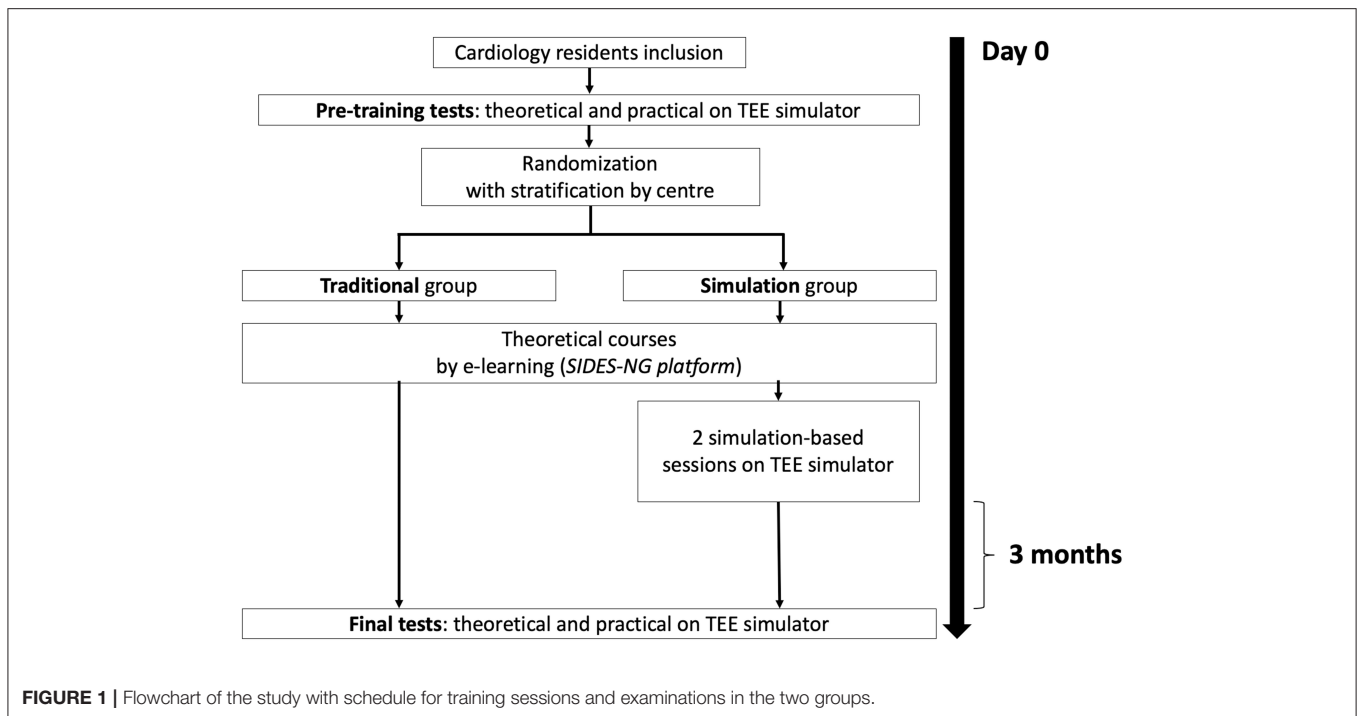 Cardiology residents inclusion
Day 0
Pre-training tests: theoretical and practical on TEE simulator
Randomization
with stratification by centre
Traditional group
Simulation group
Theoretical courses
by e-learning (SIDES-NG platform)
2 simulation-based
sessions on TEE simulator
3 months
Final tests: theoretical and practical on TEE simulator
FIGURE 1 | Flowchart of the study with schedule for training sessions and examinations in the two groups.